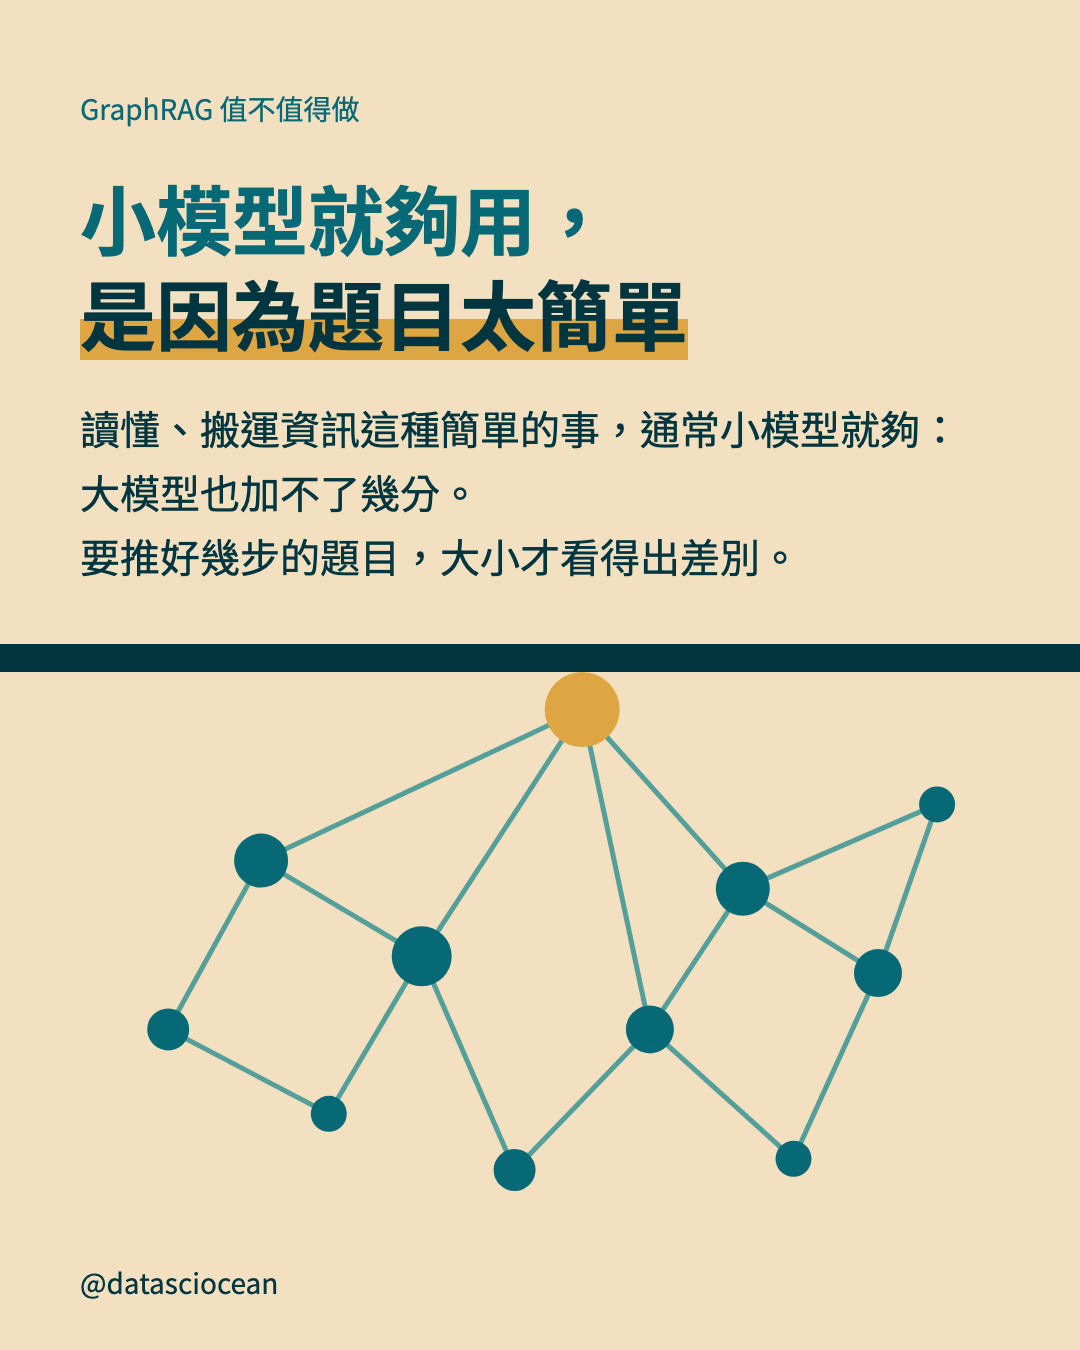 GraphRAG 值不值得做
小模型就夠用，
是因為題目太簡單
讀懂、搬運資訊這種簡單的事，通常小模型就夠：
大模型也加不了幾分。
要推好幾步的題目，大小才看得出差別。
@datasciocean